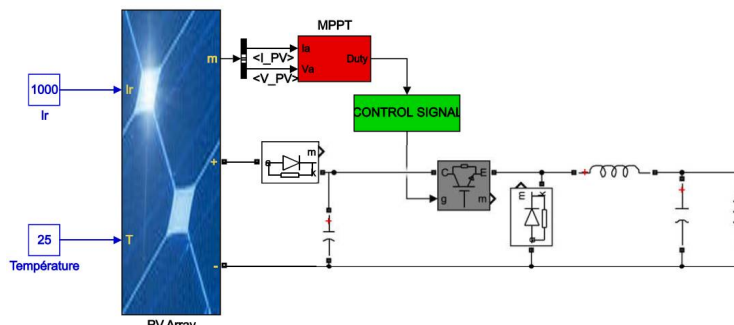 MPPT
m
<I_PV>
Ia
Duty
<V_PV>
Va
1000
Ir
Ir
CONTROL SIGNAL
m
a
k
+
+
C
E
g
m
+
m
k
a
+
+
25
T
Température
-
PV Array